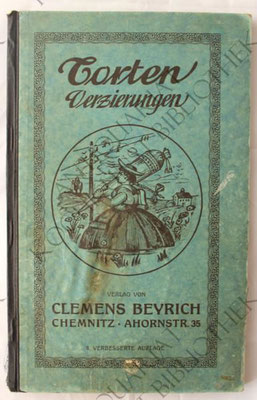 Torten
Verzierungen
VERLAG VON
CLEMENS BEYRICH
CHEMNITZ · AHORNSTR. 35
VERBESSERTE AUFLAGE